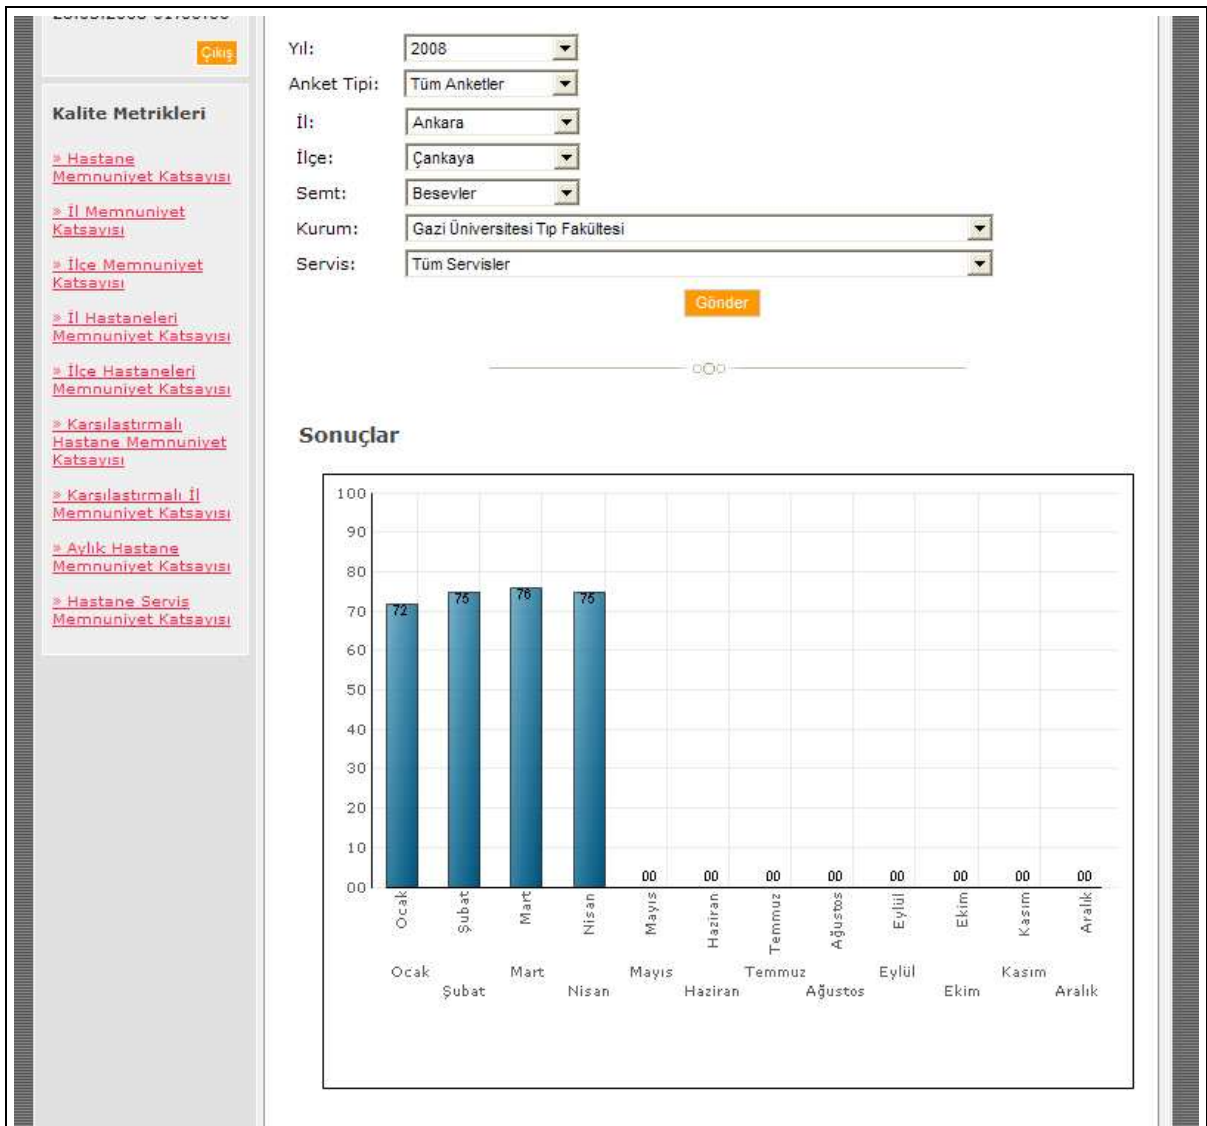 Çıkış
Kalite Metrikleri
» Hastane
Memnuniyet Katsayısı
» İl Memnuniyet
Katsayısı
» İlçe Memnuniyet
Katsayısı
» İl Hastaneleri
Memnuniyet Katsayısı
» İlçe Hastaneleri
Memnuniyet Katsayısı
» Karsılastırmalı
Hastane Memnuniyet
Katsayısı
» Karsılastırmalı İl
Memnuniyet Katsayısı
» Aylık Hastane
Memnuniyet Katsayısı
» Hastane Servis
Memnuniyet Katsayısı
Yıl: 2008
Anket Tipi: Tüm Anketler
İl: Ankara
İlçe: Çankaya
Semt: Besevler
Kurum: Gazi Üniversitesi Tıp Fakültesi
Servis: Tüm Servisler
Gönder
Sonuçlar
100
90
80
70
60
50
40
30
20
10
00
72 75 76 75 00 00 00 00 00 00 00 00
Ocak Şubat Mart Nisan Mayıs Haziran Temmuz Ağustos Eylül Ekim Kasım Aralık
Ocak Mart Mayıs Temmuz Eylül Kasım
Şubat Nisan Haziran Ağustos Ekim Aralık